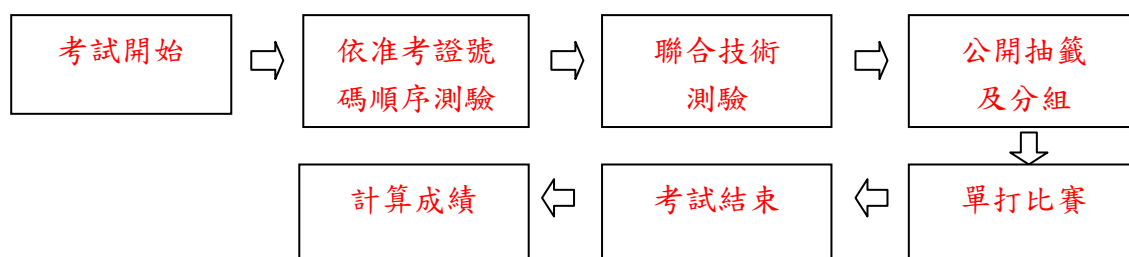 考試開始
依准考證號
碼順序測驗
聯合技術
測驗
公開抽籤
及分組
單打比賽
考試結束
計算成績